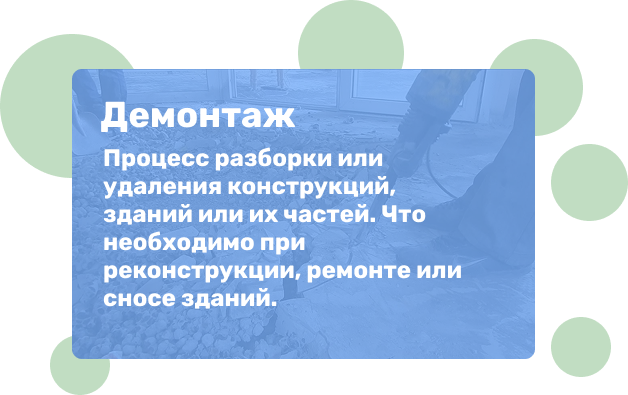 Демонтаж
Процесс разборки или
удаления конструкций,
зданий или их частей. Что
необходимо при
реконструкции, ремонте или
сносе зданий.